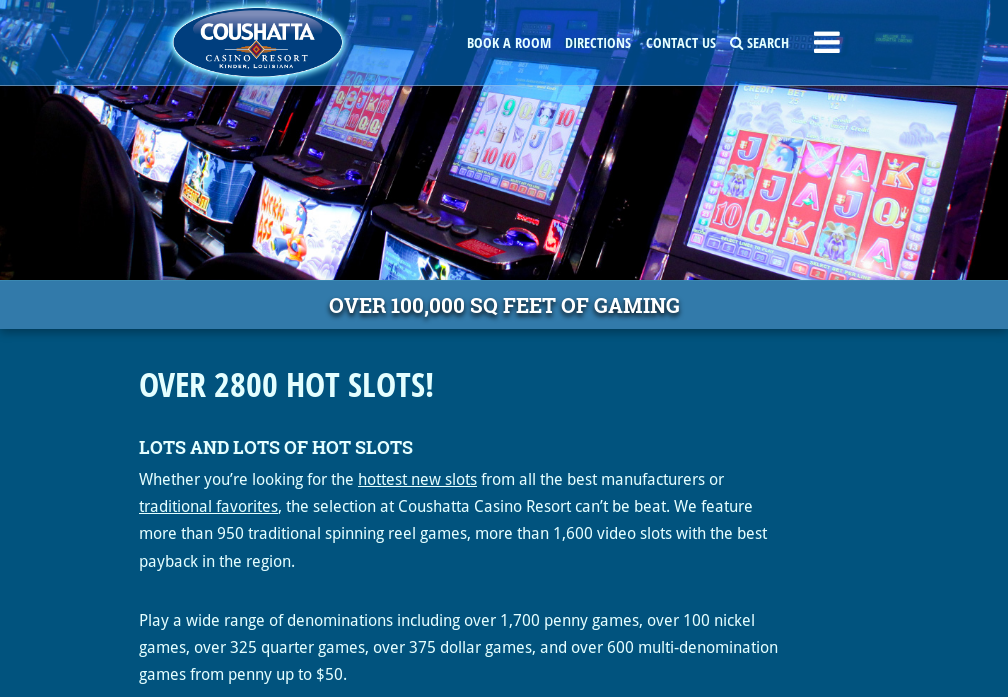 COUSHATTA
CASINO RESORT
KINDER, LOUISIANA
BOOK A ROOM DIRECTIONS CONTACT US SEARCH
CREDIT BET WIN
OVER 100,000 SQ FEET OF GAMING
OVER 2800 HOT SLOTS!
LOTS AND LOTS OF HOT SLOTS
Whether you’re looking for the hottest new slots from all the best manufacturers or
traditional favorites, the selection at Coushatta Casino Resort can’t be beat. We feature
more than 950 traditional spinning reel games, more than 1,600 video slots with the best
payback in the region.
Play a wide range of denominations including over 1,700 penny games, over 100 nickel
games, over 325 quarter games, over 375 dollar games, and over 600 multi-denomination
games from penny up to $50.